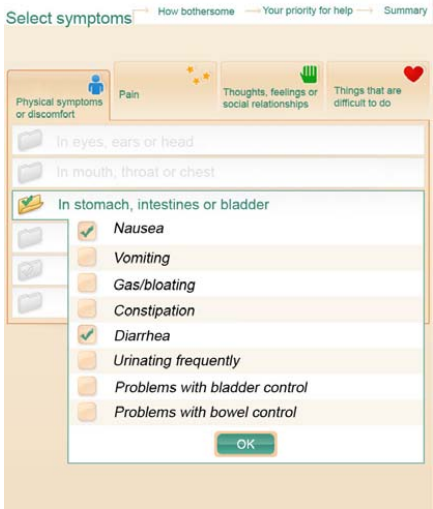 Select symptoms → How bothersome → Your priority for help → Summary
Physical symptoms
or discomfort
Pain
Thoughts, feelings or
social relationships
Things that are
difficult to do
In eyes, ears or head
In mouth, throat or chest
In stomach, intestines or bladder
Nausea
Vomiting
Gas/bloating
Constipation
Diarrhea
Urinating frequently
Problems with bladder control
Problems with bowel control
OK